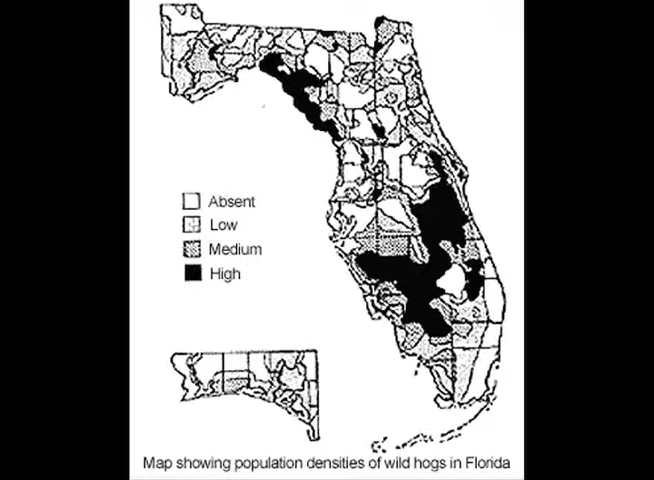 Absent
Low
Medium
High
Map showing population densities of wild hogs in Florida